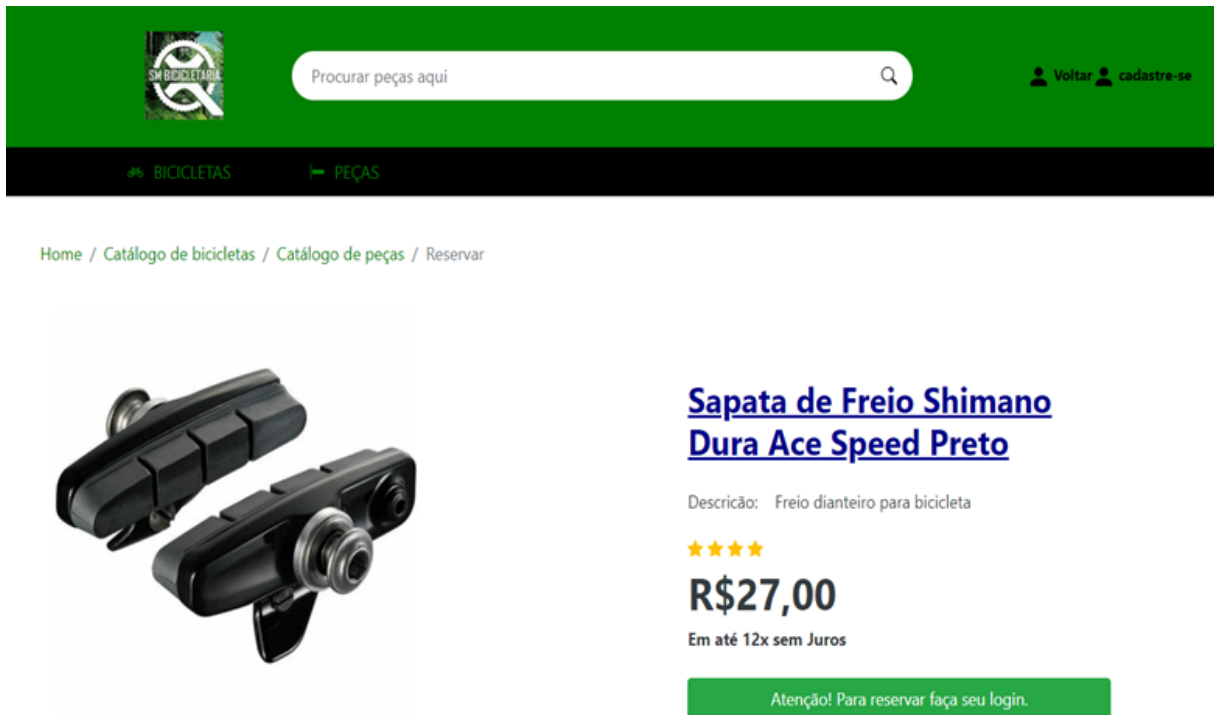 SM BICICLETARIA
Procurar peças aqui
Voltar cadastre-se
BICICLETAS PEÇAS
Home / Catálogo de bicicletas / Catálogo de peças / Reservar
Sapata de Freio Shimano
Dura Ace Speed Preto
Descricão: Freio dianteiro para bicicleta
R$27,00
Em até 12x sem Juros
Atenção! Para reservar faça seu login.